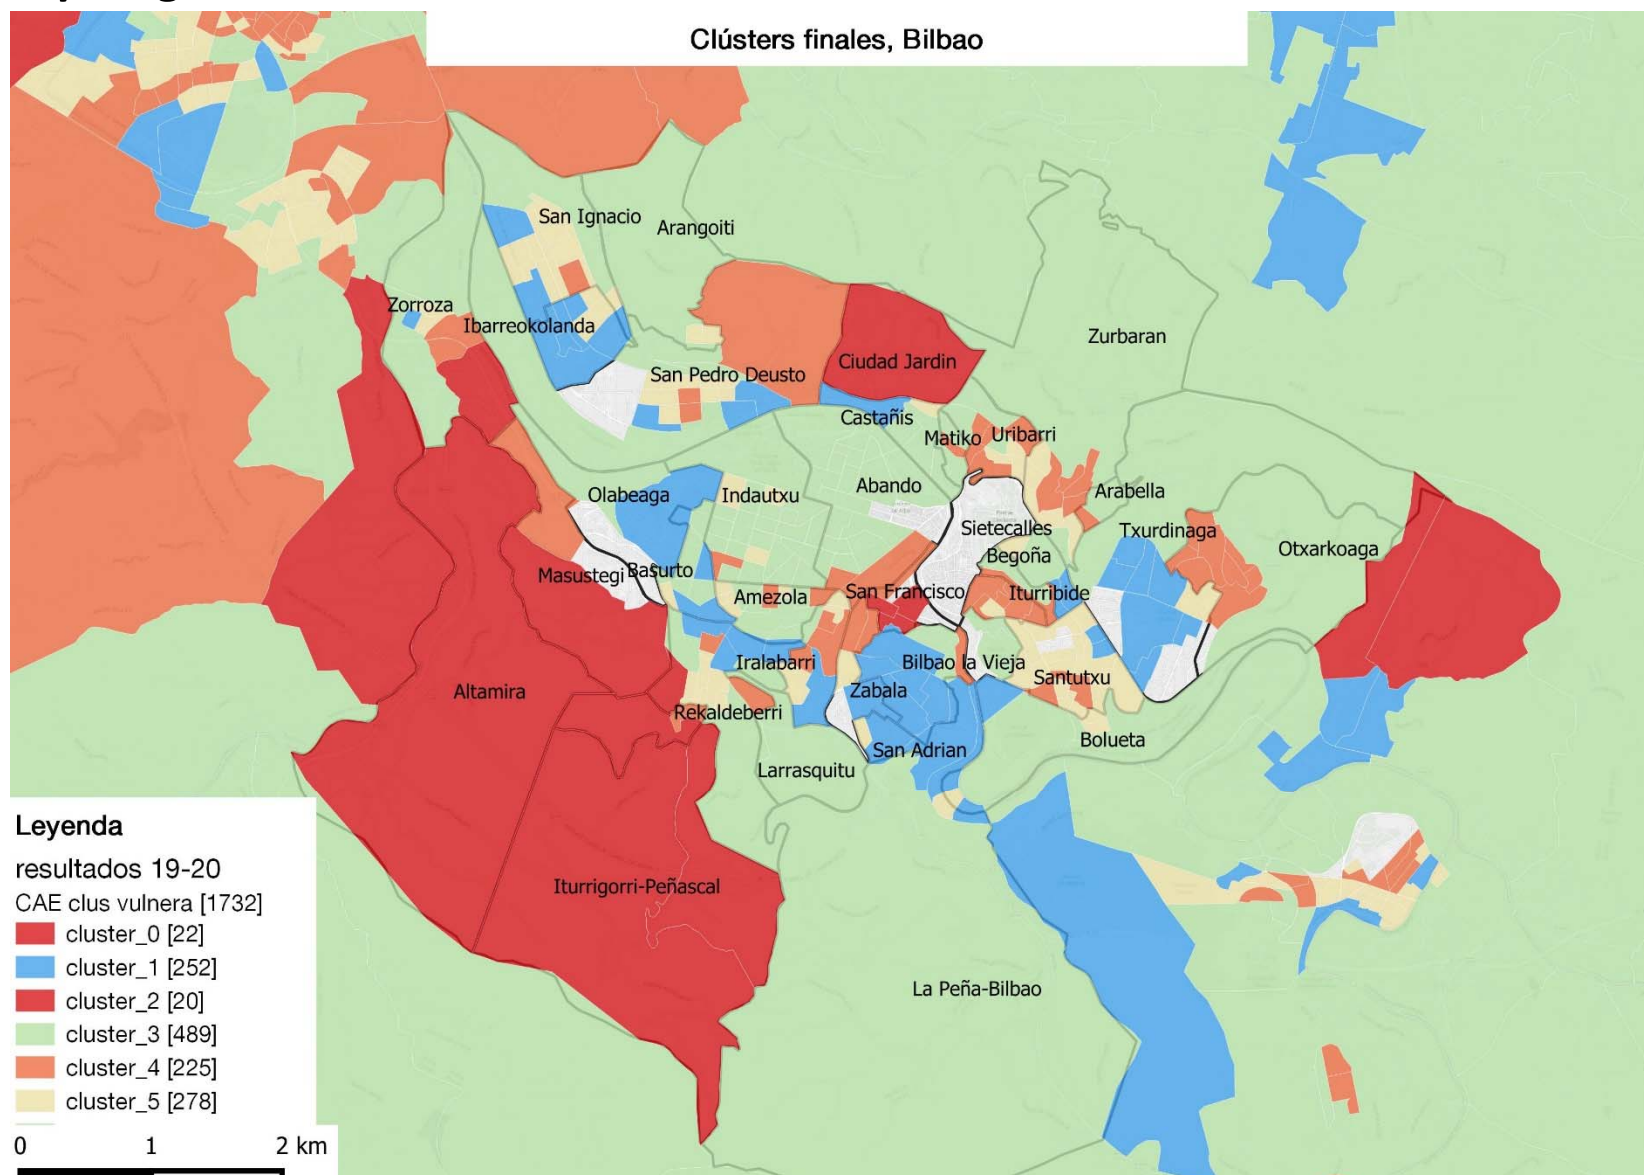 Clústers finales, Bilbao
San Ignacio
Arangoiti
Zorroza
Ibarreokolanda
Zurbaran
San Pedro Deusto
Ciudad Jardin
Castañis
Matiko
Uribarri
Abando
Arabella
Olabeaga
Indautxu
Sietecalles
Txurdinaga
Begoña
Otxarkoaga
Masustegi
Basurto
Amezola
San Francisco
Iturribide
Iralabarri
Bilbao la Vieja
Altamira
Zabala
Santutxu
Rekaldeberri
San Adrian
Bolueta
Larrasquitu
Iturrigorri-Peñascal
La Peña-Bilbao
Leyenda
resultados 19-20
CAE clus vulnera [1732]
cluster_0 [22]
cluster_1 [252]
cluster_2 [20]
cluster_3 [489]
cluster_4 [225]
cluster_5 [278]
0 1 2 km